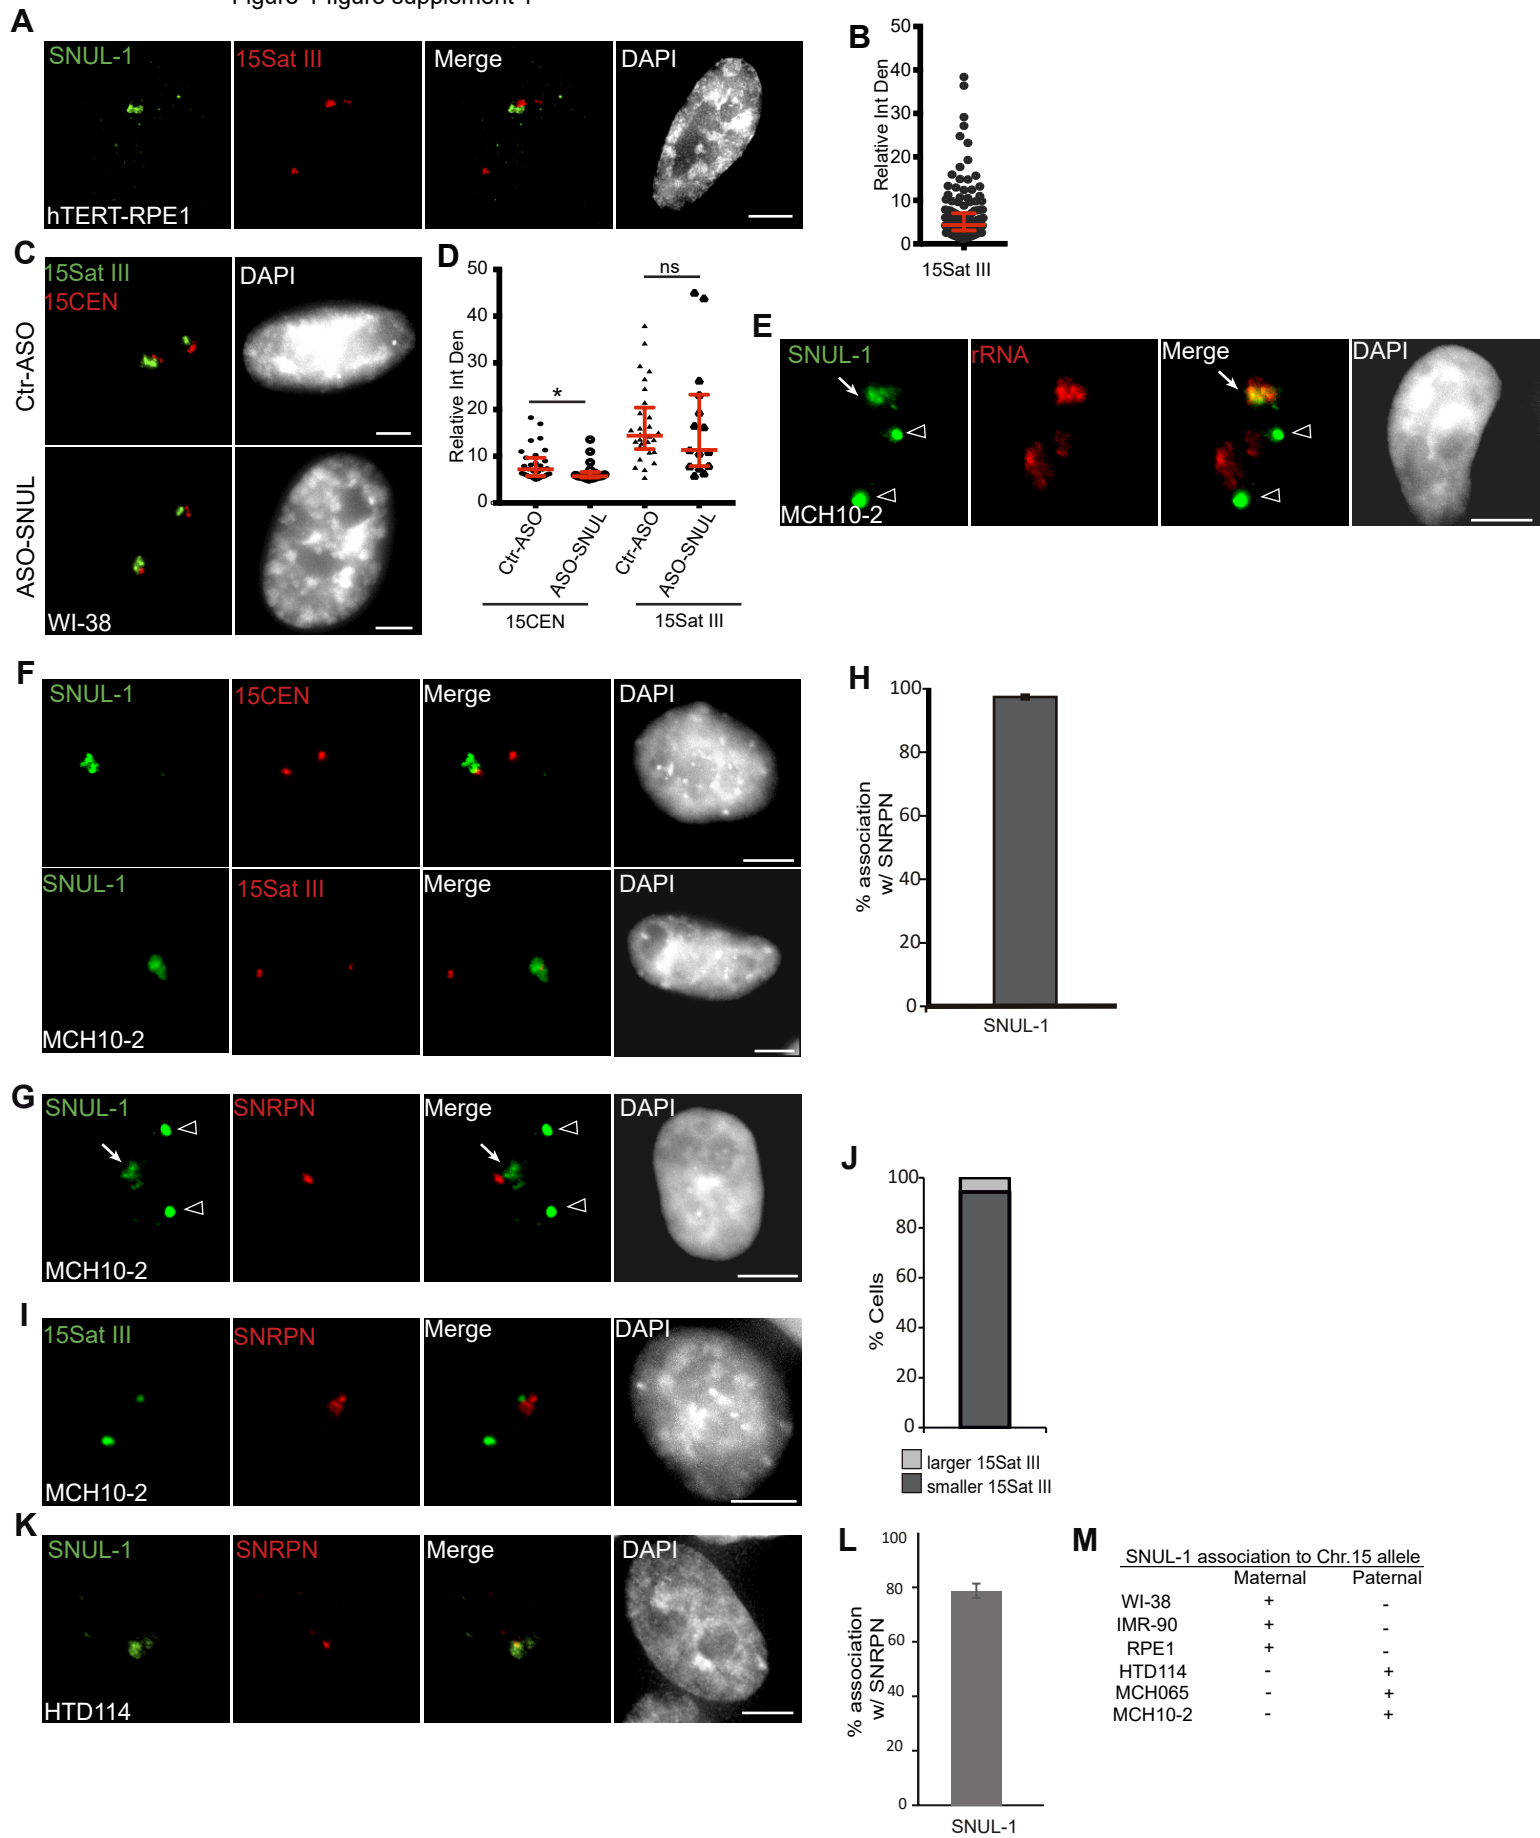 Figure 4 figure supplement 1
A
SNUL-1
15Sat III
Merge
DAPI
hTERT-RPE1
B
Relative Int Den
50
40
30
20
10
0
15Sat III
C
15Sat III
15CEN
DAPI
Ctr-ASO
ASO-SNUL
WI-38
D
Relative Int Den
50
40
30
20
10
0
*
ns
Ctr-ASO
ASO-SNUL
Ctr-ASO
ASO-SNUL
15CEN
15Sat III
E
SNUL-1
rRNA
Merge
DAPI
MCH10-2
F
SNUL-1
15CEN
Merge
DAPI
SNUL-1
15Sat III
Merge
DAPI
MCH10-2
H
% association
w/ SNRPN
100
80
60
40
20
0
SNUL-1
G
SNUL-1
SNRPN
Merge
DAPI
MCH10-2
I
15Sat III
SNRPN
Merge
DAPI
MCH10-2
J
% Cells
100
80
60
40
20
0
larger 15Sat III
smaller 15Sat III
K
SNUL-1
SNRPN
Merge
DAPI
HTD114
L
% association
w/ SNRPN
100
80
60
40
20
0
SNUL-1
M
SNUL-1 association to Chr.15 allele
Maternal Paternal
WI-38 + -
IMR-90 + -
RPE1 + -
HTD114 - +
MCH065 - +
MCH10-2 - +